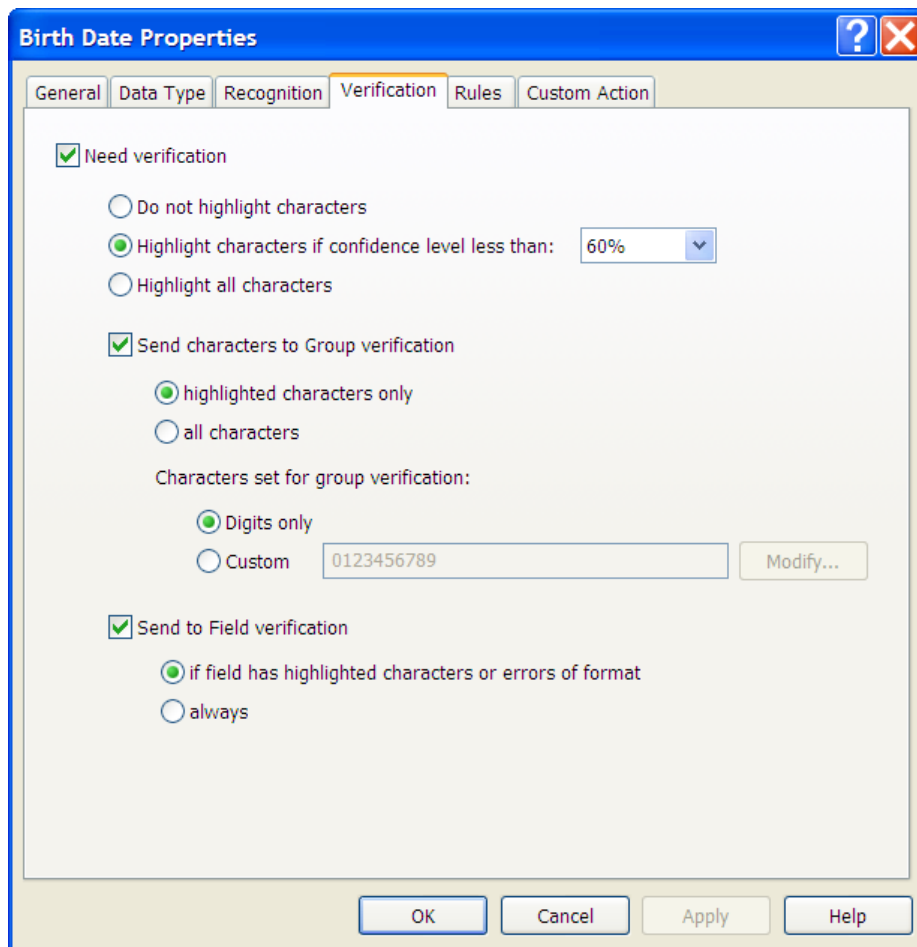 Birth Date Properties
General Data Type Recognition Verification Rules Custom Action
Need verification
Do not highlight characters
Highlight characters if confidence level less than: 60%
Highlight all characters
Send characters to Group verification
highlighted characters only
all characters
Characters set for group verification:
Digits only
Custom 0123456789 Modify...
Send to Field verification
if field has highlighted characters or errors of format
always
OK Cancel Apply Help